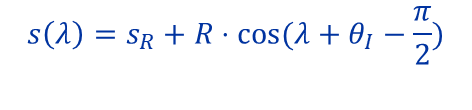 s(λ) = s_R + R · cos(λ + θ_I − π/2)